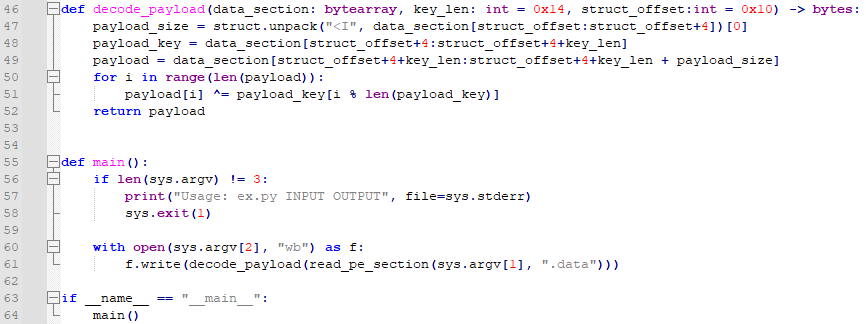 46 def decode_payload(data_section: bytearray, key_len: int = 0x14, struct_offset:int = 0x10) -> bytes:
47     payload_size = struct.unpack("<I", data_section[struct_offset:struct_offset+4])[0]
48     payload_key = data_section[struct_offset+4:struct_offset+4+key_len]
49     payload = data_section[struct_offset+4+key_len:struct_offset+4+key_len + payload_size]
50     for i in range(len(payload)):
51         payload[i] ^= payload_key[i % len(payload_key)]
52     return payload
53
54
55 def main():
56     if len(sys.argv) != 3:
57         print("Usage: ex.py INPUT OUTPUT", file=sys.stderr)
58         sys.exit(1)
59
60     with open(sys.argv[2], "wb") as f:
61         f.write(decode_payload(read_pe_section(sys.argv[1], ".data")))
62
63 if __name__ == "__main__":
64     main()